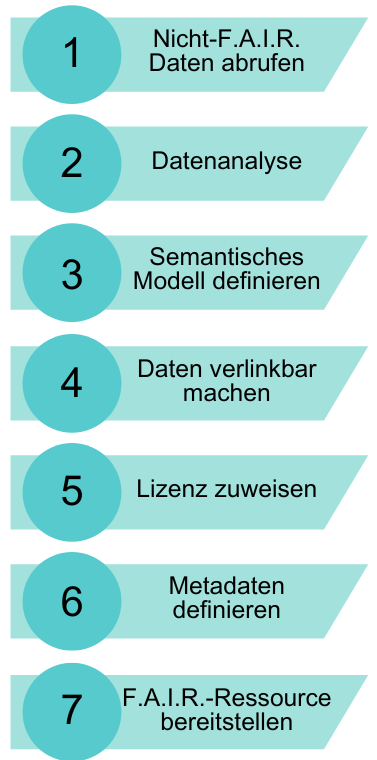 1
Nicht-F.A.I.R.
Daten abrufen
2
Datenanalyse
3
Semantisches
Modell definieren
4
Daten verlinkbar
machen
5
Lizenz zuweisen
6
Metadaten
definieren
7
F.A.I.R.-Ressource
bereitstellen